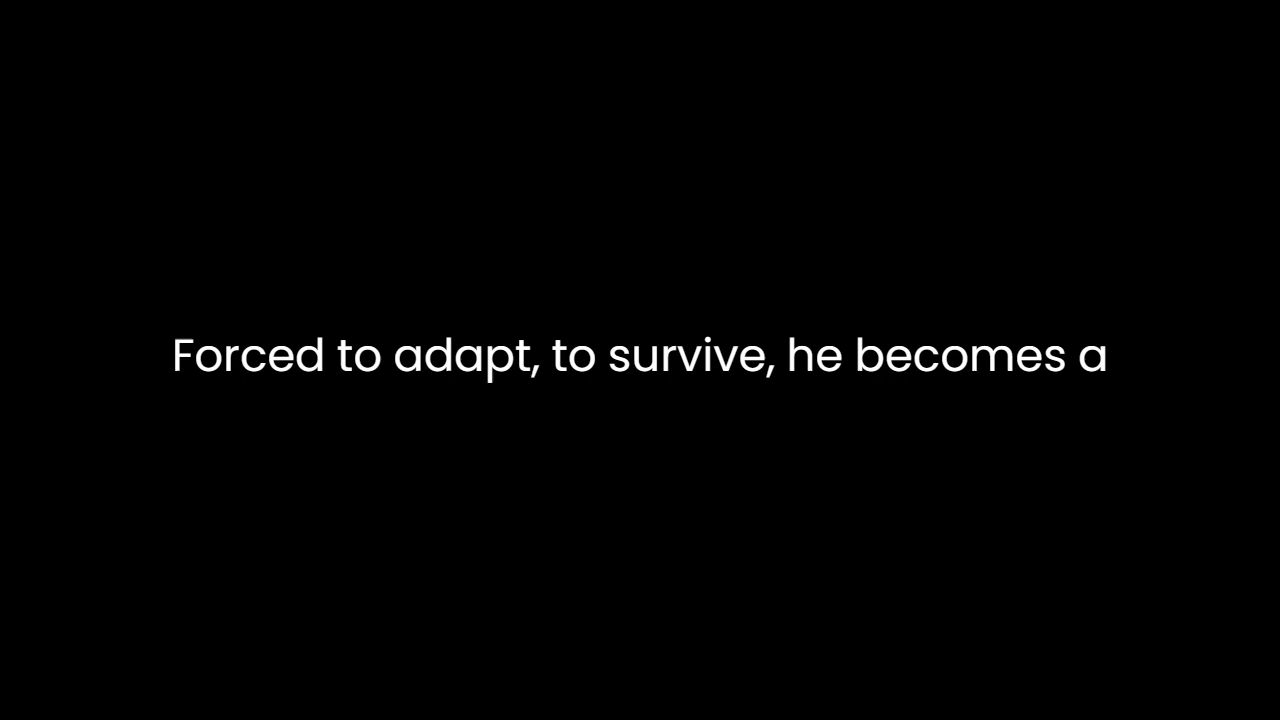 Forced to adapt, to survive, he becomes a